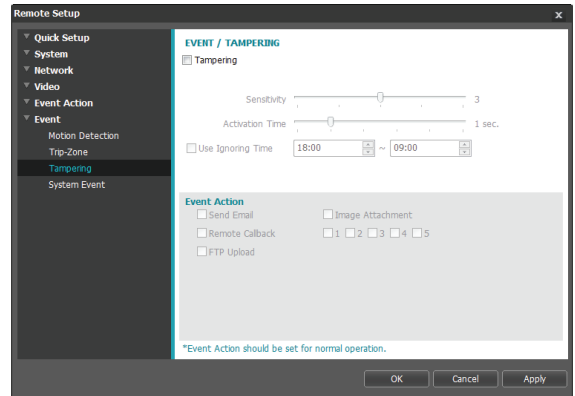 Remote Setup x
Quick Setup
System
Network
Video
Event Action
Event
Motion Detection
Trip-Zone
Tampering
System Event
EVENT / TAMPERING
Tampering
Sensitivity 3
Activation Time 1 sec.
Use Ignoring Time 18:00 ~ 09:00
Event Action
Send Email Image Attachment
Remote Callback 1 2 3 4 5
FTP Upload
*Event Action should be set for normal operation.
OK Cancel Apply